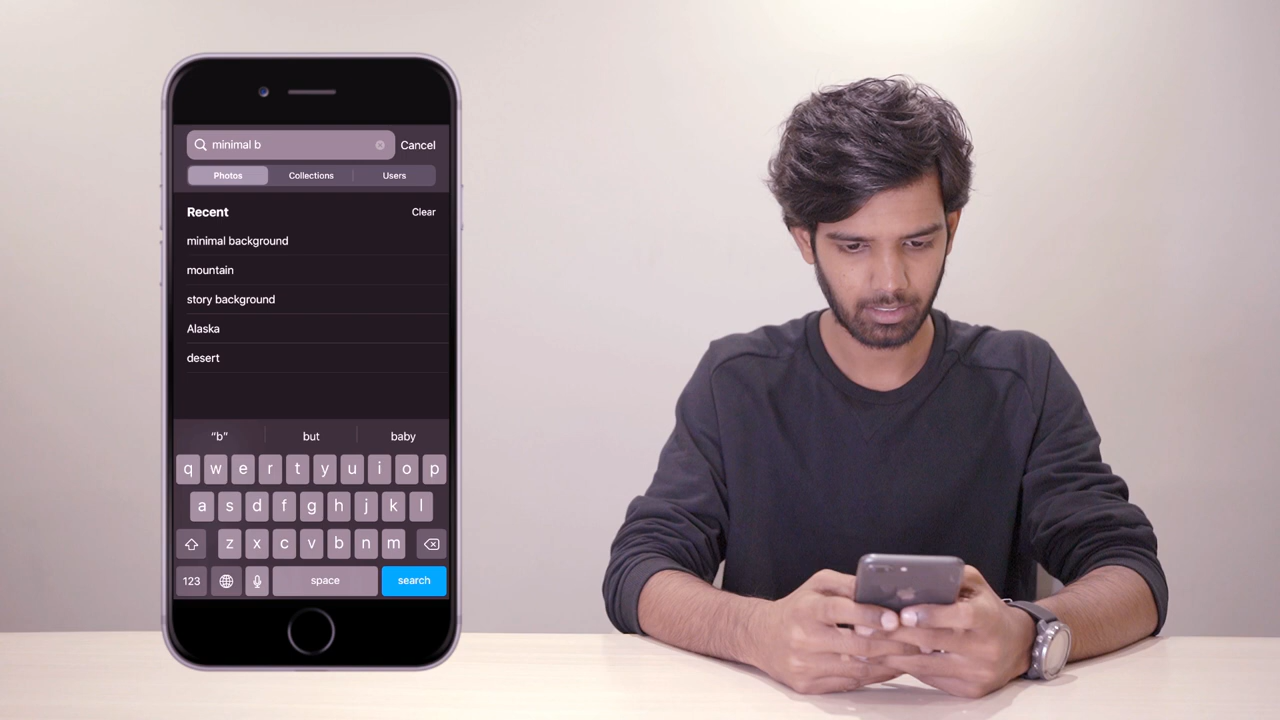 minimal b
Cancel
Photos
Collections
Users
Recent
Clear
minimal background
mountain
story background
Alaska
desert
“b”
but
baby
q w e r t y u i o p
a s d f g h j k l
z x c v b n m
123
space
search